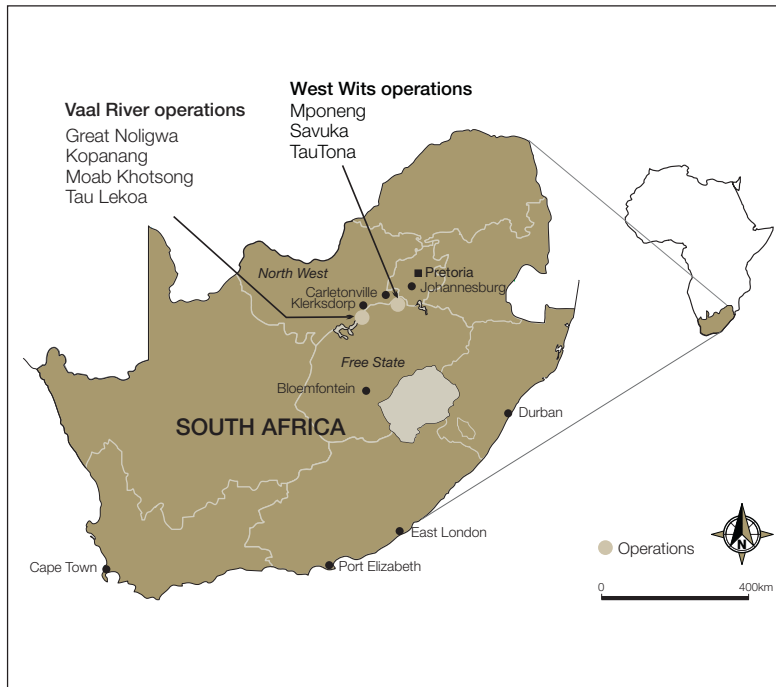 West Wits operations
Mponeng
Savuka
TauTona
Vaal River operations
Great Noligwa
Kopanang
Moab Khotsong
Tau Lekoa
North West
Pretoria
Johannesburg
Carletonville
Klerksdorp
Free State
Bloemfontein
SOUTH AFRICA
Durban
East London
Port Elizabeth
Cape Town
Operations
N
0 400km